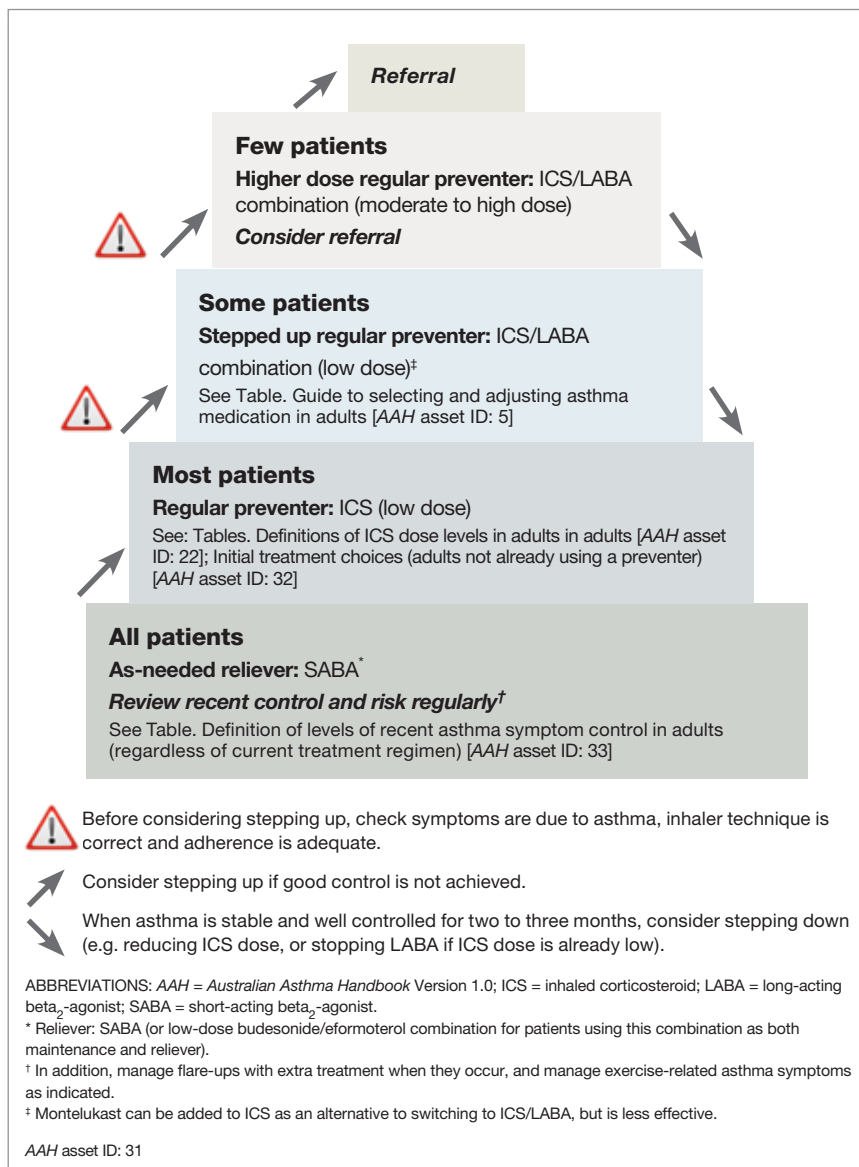 Referral
Few patients
Higher dose regular preventer: ICS/LABA
combination (moderate to high dose)
Consider referral
Some patients
Stepped up regular preventer: ICS/LABA
combination (low dose)‡
See Table. Guide to selecting and adjusting asthma
medication in adults [AAH asset ID: 5]
Most patients
Regular preventer: ICS (low dose)
See: Tables. Definitions of ICS dose levels in adults in adults [AAH asset
ID: 22]; Initial treatment choices (adults not already using a preventer)
[AAH asset ID: 32]
All patients
As-needed reliever: SABA*
Review recent control and risk regularly†
See Table. Definition of levels of recent asthma symptom control in adults
(regardless of current treatment regimen) [AAH asset ID: 33]
Before considering stepping up, check symptoms are due to asthma, inhaler technique is
correct and adherence is adequate.
Consider stepping up if good control is not achieved.
When asthma is stable and well controlled for two to three months, consider stepping down
(e.g. reducing ICS dose, or stopping LABA if ICS dose is already low).
ABBREVIATIONS: AAH = Australian Asthma Handbook Version 1.0; ICS = inhaled corticosteroid; LABA = long-acting
beta₂-agonist; SABA = short-acting beta₂-agonist.
* Reliever: SABA (or low-dose budesonide/eformoterol combination for patients using this combination as both
maintenance and reliever).
† In addition, manage flare-ups with extra treatment when they occur, and manage exercise-related asthma symptoms
as indicated.
‡ Montelukast can be added to ICS as an alternative to switching to ICS/LABA, but is less effective.
AAH asset ID: 31